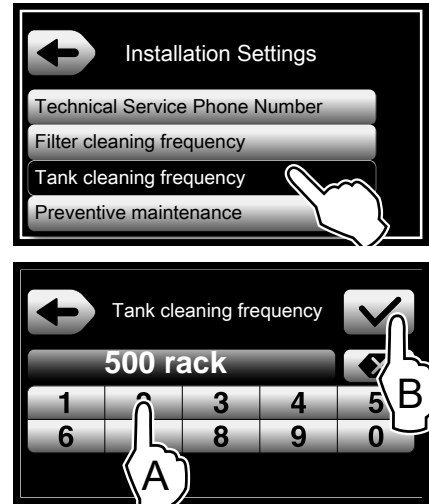 Installation Settings
Technical Service Phone Number
Filter cleaning frequency
Tank cleaning frequency
Preventive maintenance
Tank cleaning frequency
500 rack
1 3 4 5
6 8 9 0
A
B